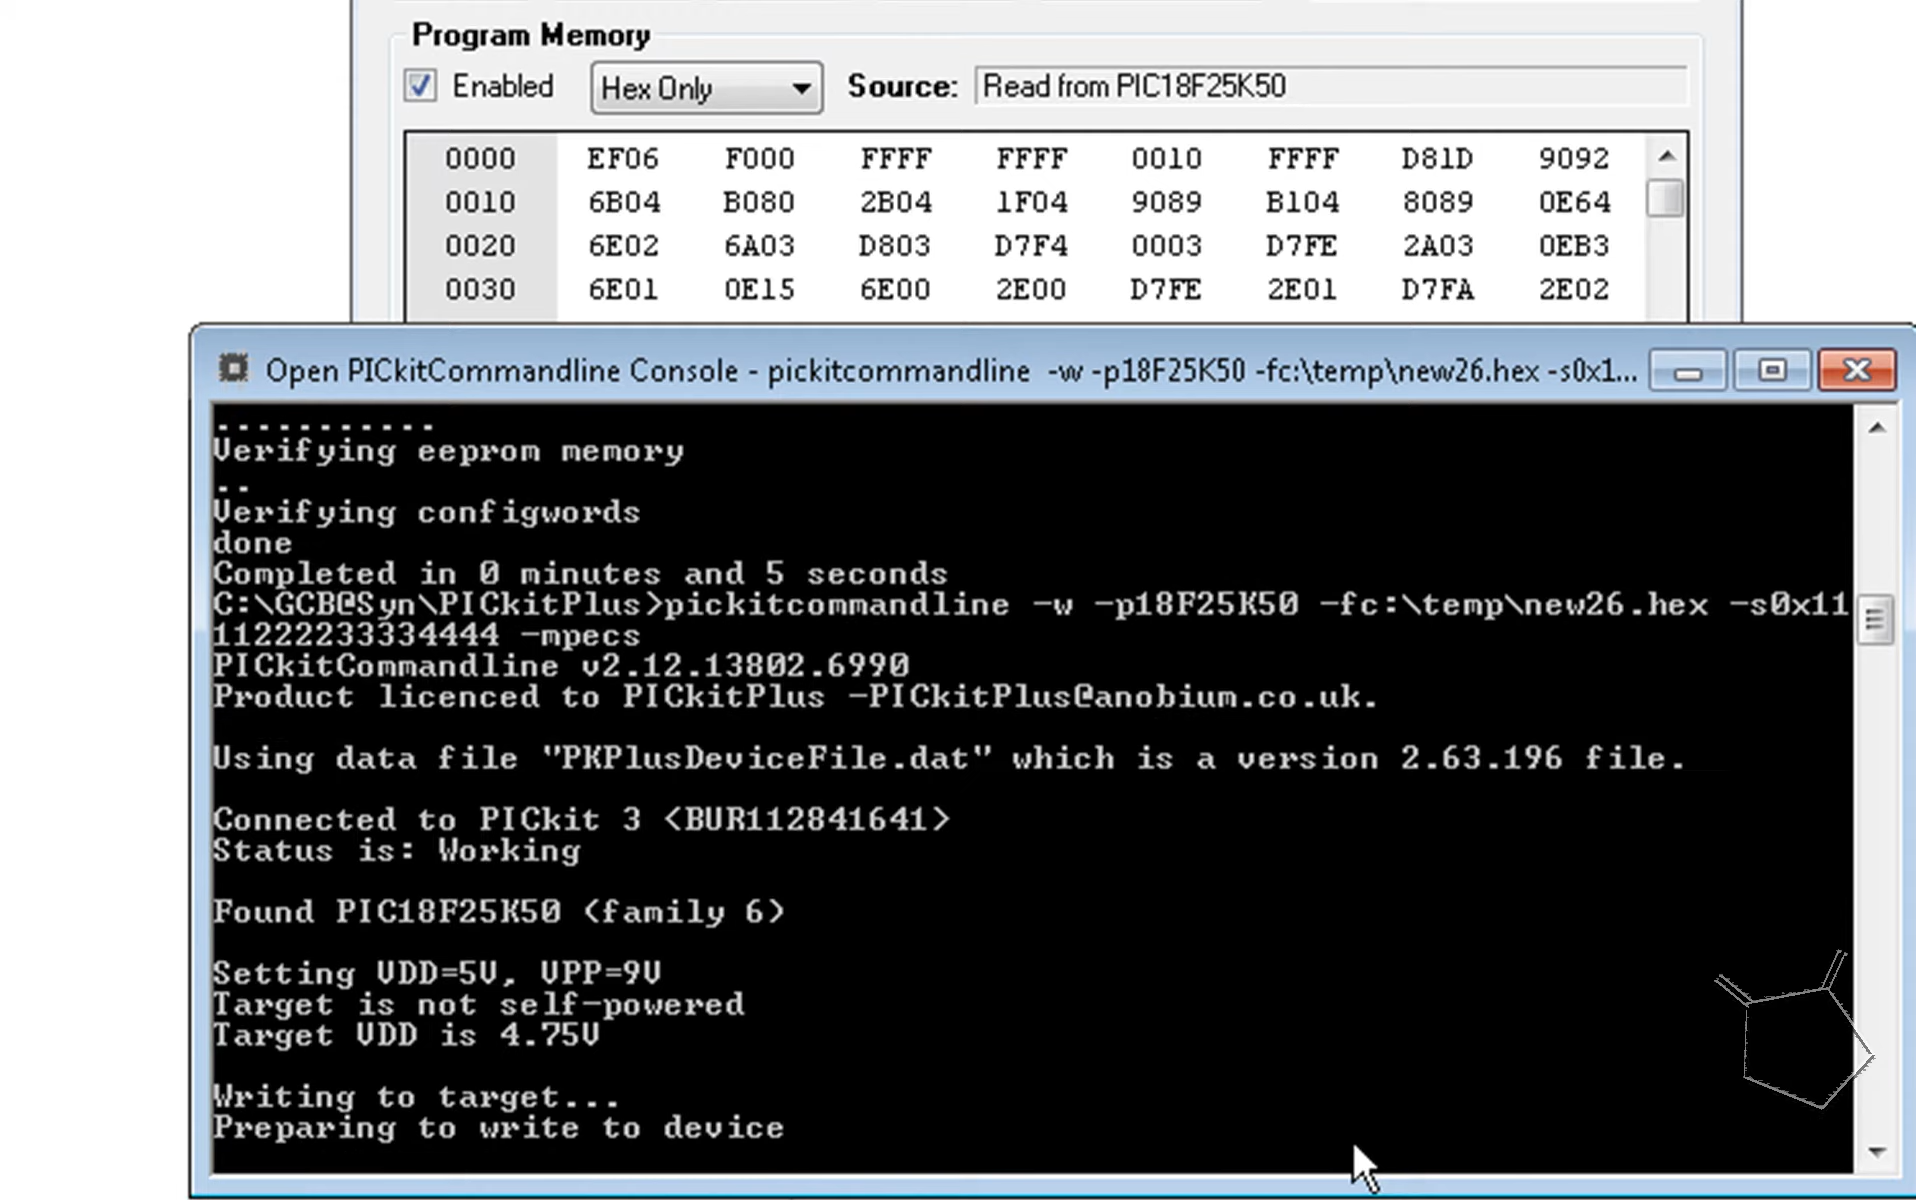 Program Memory
Enabled Hex Only Source: Read from PIC18F25K50
0000 EF06 F000 FFFF FFFF 0010 FFFF D81D 9092
0010 6B04 B080 2B04 1F04 9089 B104 8089 0E64
0020 6E02 6A03 D803 D7F4 0003 D7FE 2A03 0EB3
0030 6E01 0E15 6E00 2E00 D7FE 2E01 D7FA 2E02
Open PICkitCommandline Console - pickitcommandline -w -p18F25K50 -fc:\temp\new26.hex -s0x1...
...........
Verifying eeprom memory
..
Verifying configwords
done
Completed in 0 minutes and 5 seconds
C:\GCB@Syn\PICkitPlus>pickitcommandline -w -p18F25K50 -fc:\temp\new26.hex -s0x11
11222233334444 -mpecs
PICkitCommandline v2.12.13802.6990
Product licenced to PICkitPlus -PICkitPlus@anobium.co.uk.
Using data file "PKPlusDeviceFile.dat" which is a version 2.63.196 file.
Connected to PICkit 3 <BUR112841641>
Status is: Working
Found PIC18F25K50 (family 6)
Setting VDD=5V, VPP=9V
Target is not self-powered
Target VDD is 4.75V
Writing to target...
Preparing to write to device